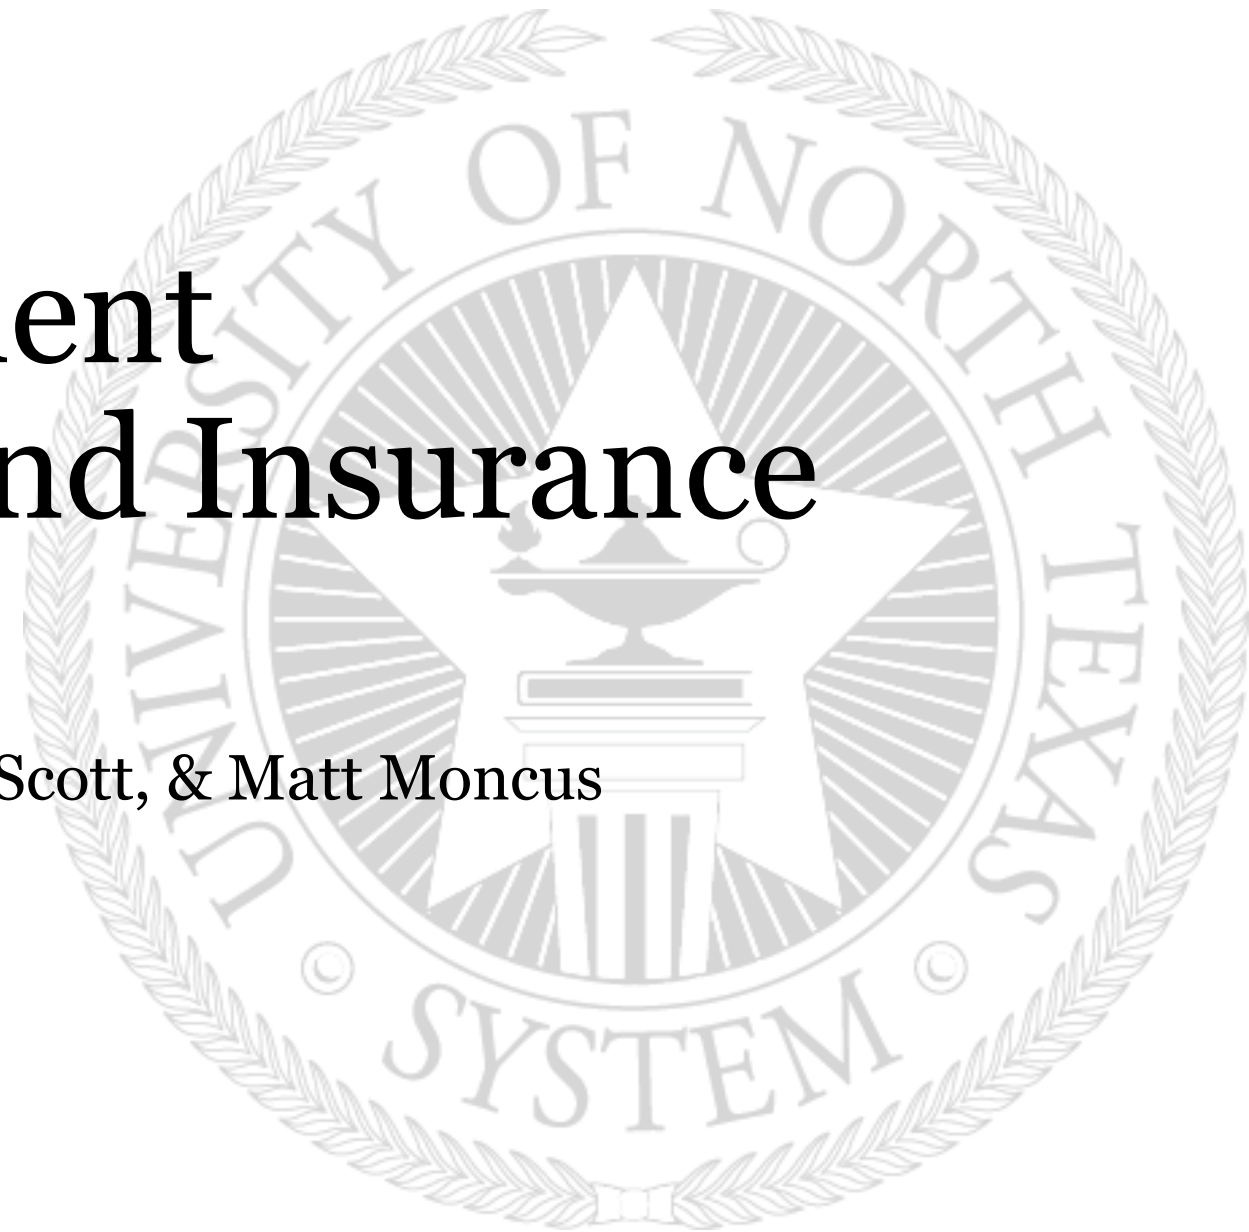 UNIVERSITY OF NORTH TEXAS
ent
nd Insurance
Scott, & Matt Moncus
SYSTEM